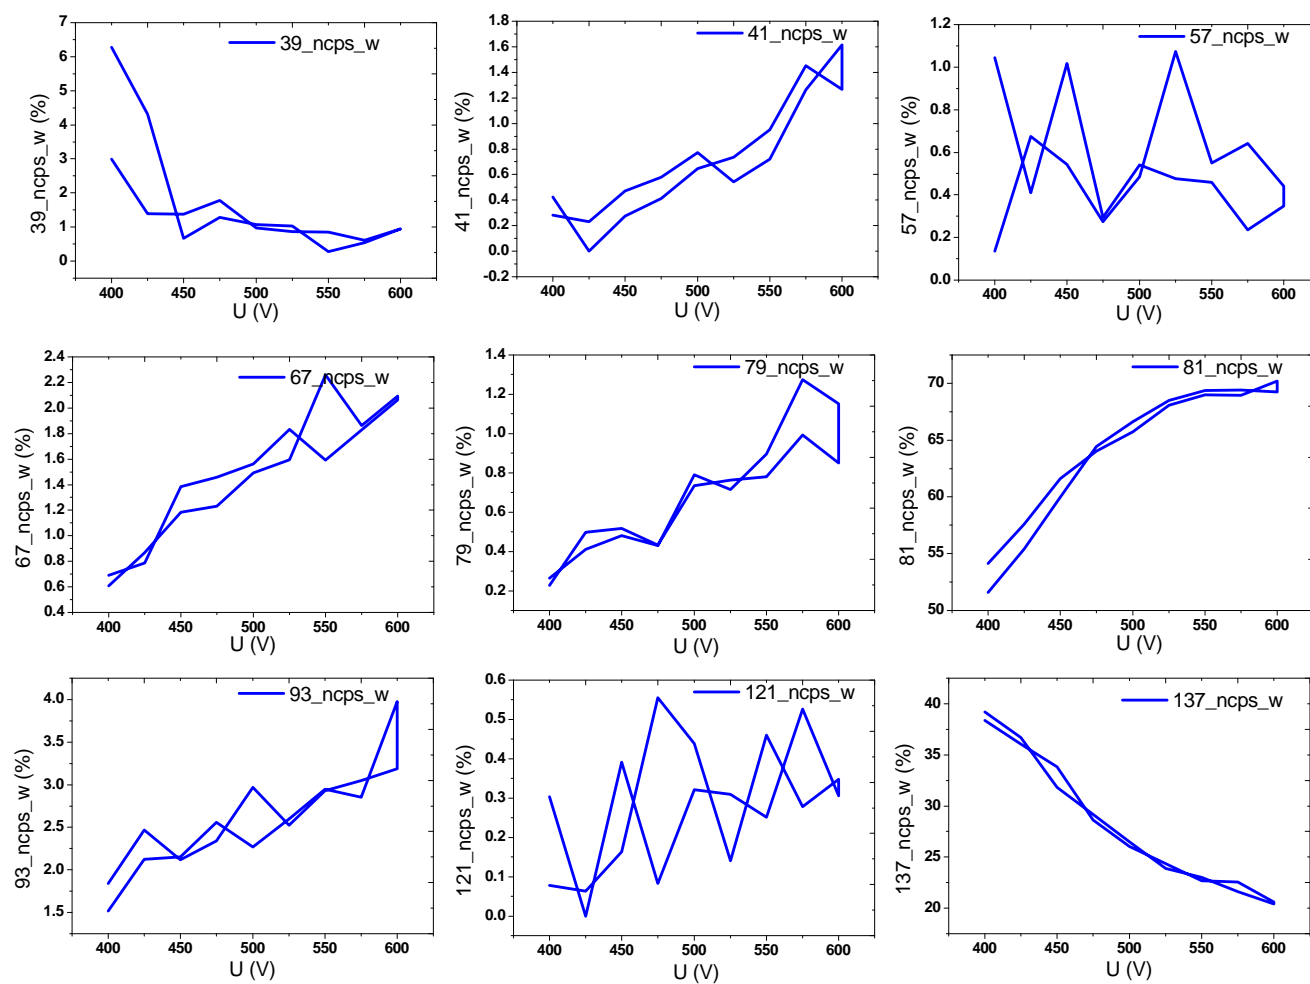 39_ncps_w
39_ncps_w (%)
7
6
5
4
3
2
1
0
400 450 500 550 600
U (V)
41_ncps_w
41_ncps_w (%)
1.8
1.6
1.4
1.2
1.0
0.8
0.6
0.4
0.2
0.0
-0.2
400 450 500 550 600
U (V)
57_ncps_w
57_ncps_w (%)
1.2
1.0
0.8
0.6
0.4
0.2
0.0
400 450 500 550 600
U (V)
67_ncps_w
67_ncps_w (%)
2.4
2.2
2.0
1.8
1.6
1.4
1.2
1.0
0.8
0.6
0.4
400 450 500 550 600
U (V)
79_ncps_w
79_ncps_w (%)
1.4
1.2
1.0
0.8
0.6
0.4
0.2
400 450 500 550 600
U (V)
81_ncps_w
81_ncps_w (%)
70
65
60
55
50
400 450 500 550 600
U (V)
93_ncps_w
93_ncps_w (%)
4.0
3.5
3.0
2.5
2.0
1.5
400 450 500 550 600
U (V)
121_ncps_w
121_ncps_w (%)
0.6
0.5
0.4
0.3
0.2
0.1
0.0
400 450 500 550 600
U (V)
137_ncps_w
137_ncps_w (%)
40
35
30
25
20
400 450 500 550 600
U (V)